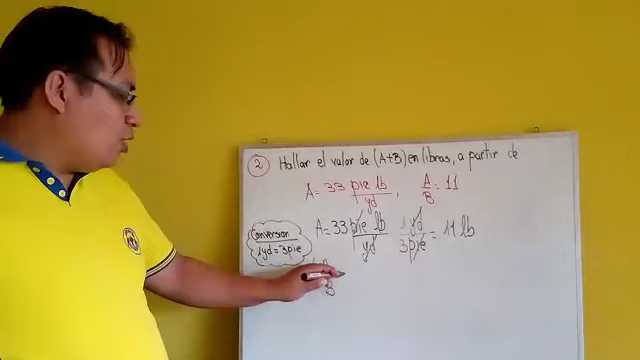 2 Hallar el valor de (A+B) en libras, a partir de
A = 33 pie lb / yd , A/B = 11
Conversion
1yd = 3pie
A = 33 pie lb / yd 1yd / 3pie = 11 lb
B